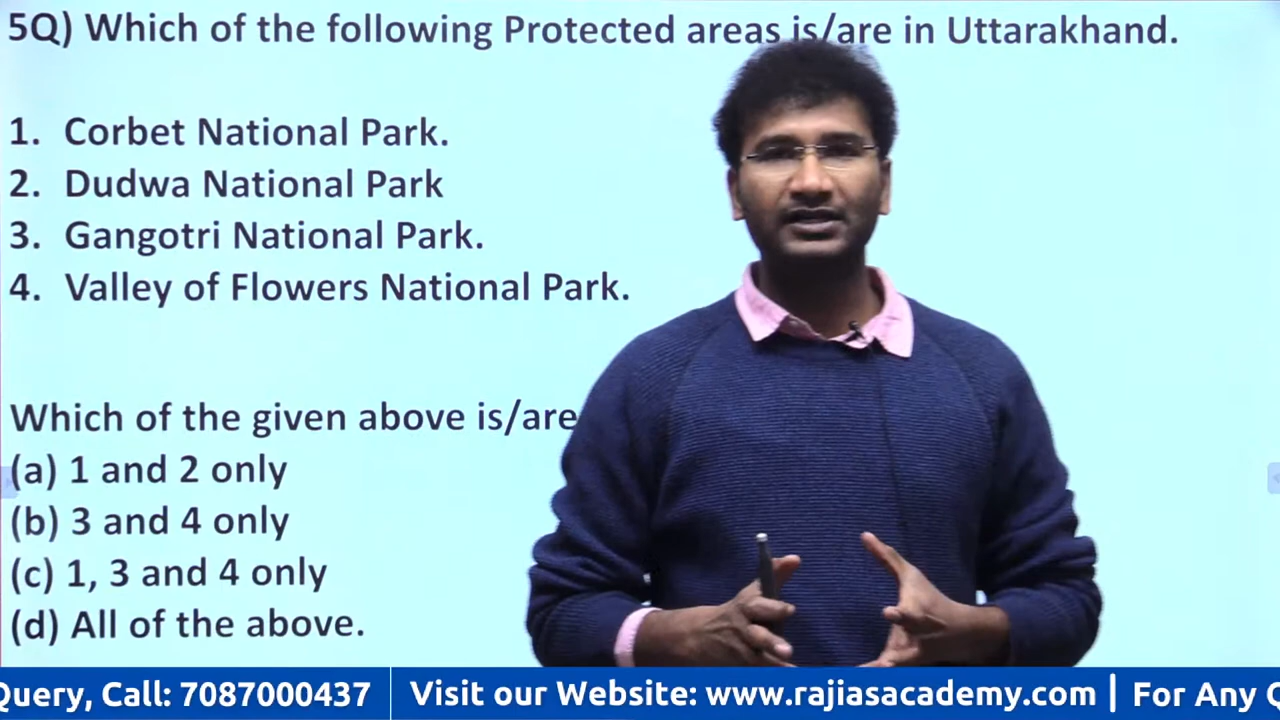 5Q) Which of the following Protected areas is/are in Uttarakhand.
1. Corbet National Park.
2. Dudwa National Park
3. Gangotri National Park.
4. Valley of Flowers National Park.
Which of the given above is/are
(a) 1 and 2 only
(b) 3 and 4 only
(c) 1, 3 and 4 only
(d) All of the above.
Query, Call: 7087000437 | Visit our Website: www.rajiasacademy.com | For Any Q